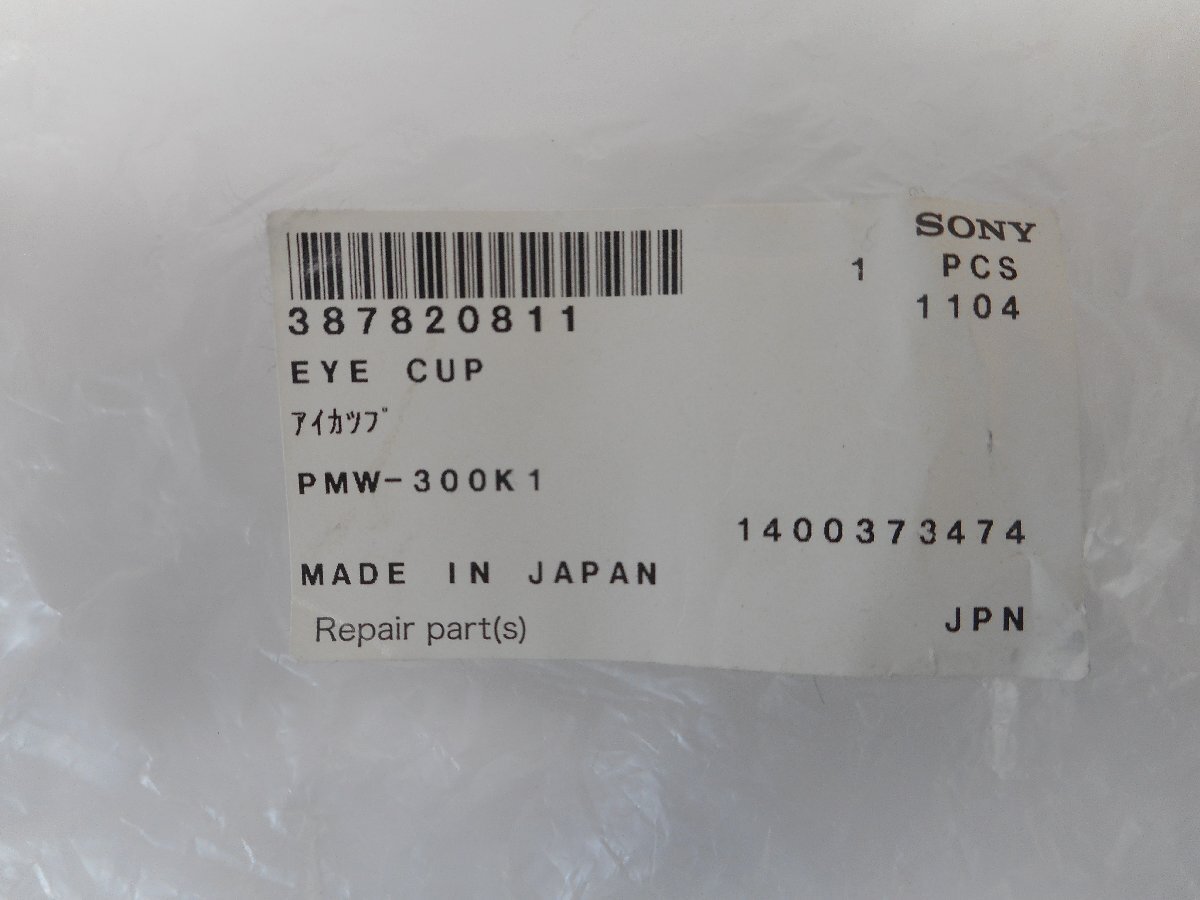 SONY
1 PCS
387820811 1104
EYE CUP
ｱｲｶﾂﾌﾟ
PMW-300K1
1400373474
MADE IN JAPAN
Repair part(s) JPN